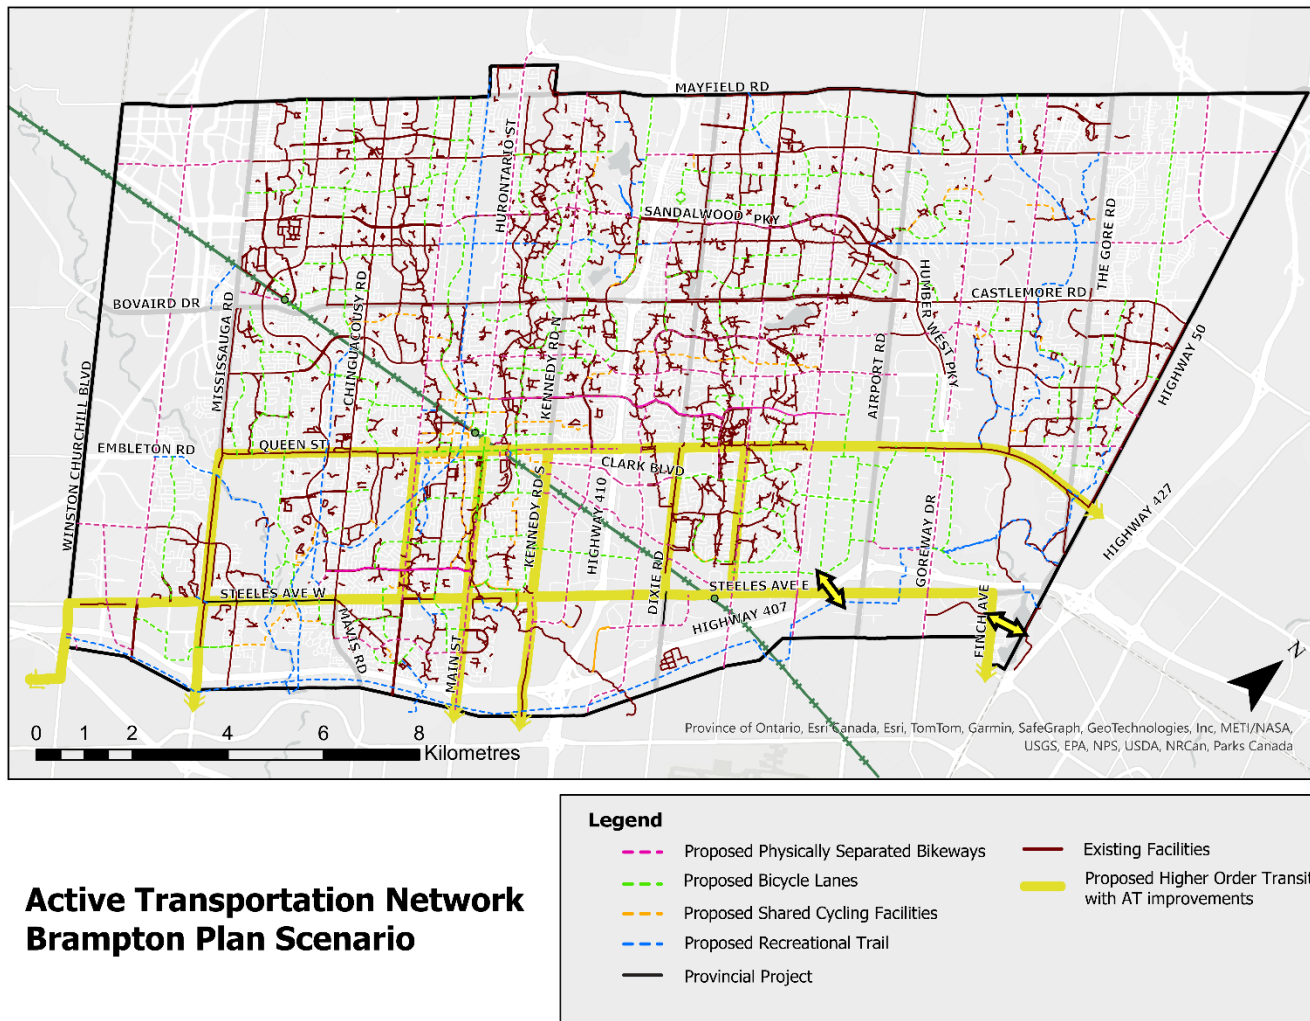 MAYFIELD RD
HURONTARIO ST
SANDALWOOD PKY
THE GORE RD
BOVAIRD DR
MISSISSAUGA RD
CHINGUACOUSY RD
KENNEDY RD N
HUMBER WEST PKY
AIRPORT RD
CASTLEMORE RD
HIGHWAY 50
WINSTON CHURCHILL BLVD
EMBLETON RD
QUEEN ST
CLARK BLVD
KENNEDY RD S
HIGHWAY 410
DIXIE RD
GOREWAY DR
HIGHWAY 427
STEELES AVE W
STEELES AVE E
HIGHWAY 407
MAVIS RD
MAIN ST
FINCH AVE
N
0 1 2 4 6 8
Kilometres
Province of Ontario, Esri Canada, Esri, TomTom, Garmin, SafeGraph, GeoTechnologies, Inc, METI/NASA,
USGS, EPA, NPS, USDA, NRCan, Parks Canada
Active Transportation Network
Brampton Plan Scenario
Legend
Proposed Physically Separated Bikeways
Proposed Bicycle Lanes
Proposed Shared Cycling Facilities
Proposed Recreational Trail
Provincial Project
Existing Facilities
Proposed Higher Order Transit
with AT improvements